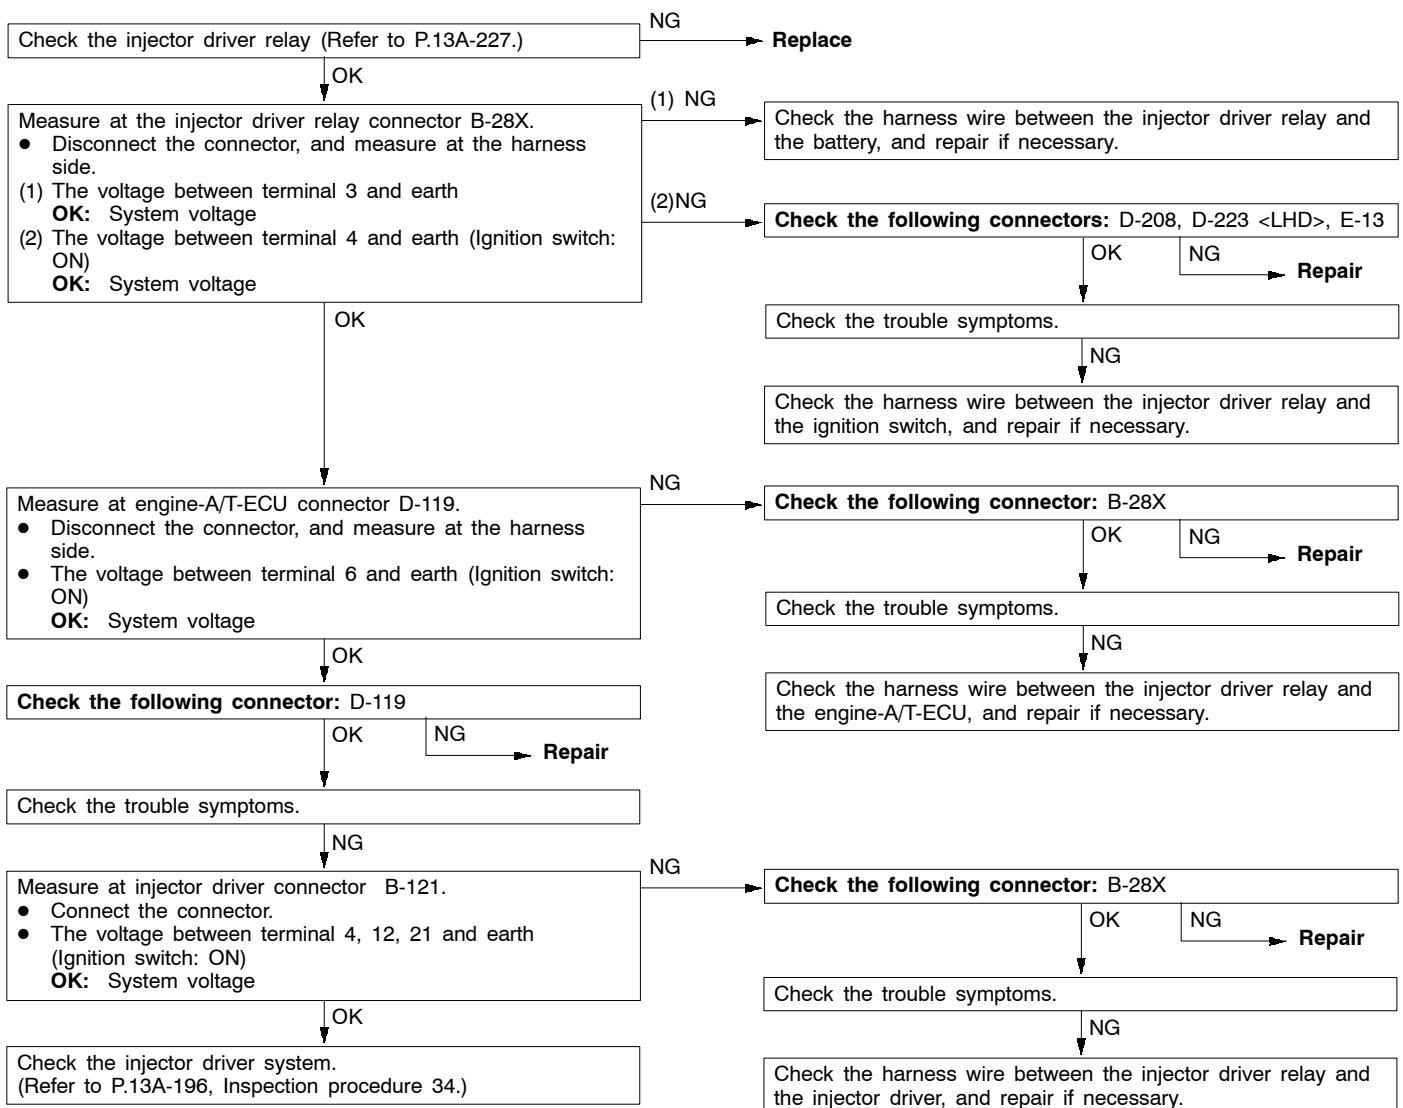 Check the injector driver relay (Refer to P.13A-227.)
NG
Replace
OK
Measure at the injector driver relay connector B-28X.
● Disconnect the connector, and measure at the harness
side.
(1) The voltage between terminal 3 and earth
OK: System voltage
(2) The voltage between terminal 4 and earth (Ignition switch:
ON)
OK: System voltage
(1) NG
Check the harness wire between the injector driver relay and
the battery, and repair if necessary.
(2)NG
Check the following connectors: D-208, D-223 <LHD>, E-13
OK
NG
Repair
Check the trouble symptoms.
NG
Check the harness wire between the injector driver relay and
the ignition switch, and repair if necessary.
OK
Measure at engine-A/T-ECU connector D-119.
● Disconnect the connector, and measure at the harness
side.
● The voltage between terminal 6 and earth (Ignition switch:
ON)
OK: System voltage
NG
Check the following connector: B-28X
OK
NG
Repair
Check the trouble symptoms.
NG
Check the harness wire between the injector driver relay and
the engine-A/T-ECU, and repair if necessary.
OK
Check the following connector: D-119
OK
NG
Repair
Check the trouble symptoms.
NG
Measure at injector driver connector B-121.
● Connect the connector.
● The voltage between terminal 4, 12, 21 and earth
(Ignition switch: ON)
OK: System voltage
NG
Check the following connector: B-28X
OK
NG
Repair
Check the trouble symptoms.
NG
Check the harness wire between the injector driver relay and
the injector driver, and repair if necessary.
OK
Check the injector driver system.
(Refer to P.13A-196, Inspection procedure 34.)